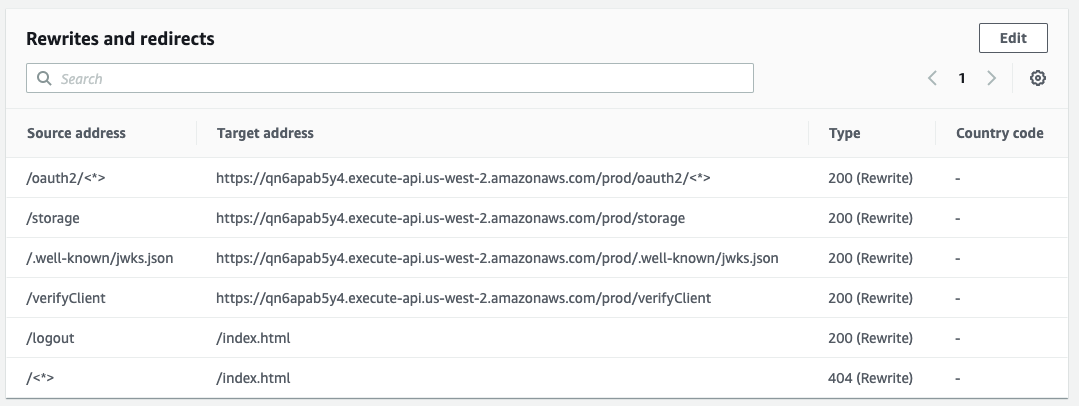 Rewrites and redirects
Edit
Search
1
Source address Target address Type Country code
/oauth2/<*> https://qn6apab5y4.execute-api.us-west-2.amazonaws.com/prod/oauth2/<*> 200 (Rewrite) -
/storage https://qn6apab5y4.execute-api.us-west-2.amazonaws.com/prod/storage 200 (Rewrite) -
/.well-known/jwks.json https://qn6apab5y4.execute-api.us-west-2.amazonaws.com/prod/.well-known/jwks.json 200 (Rewrite) -
/verifyClient https://qn6apab5y4.execute-api.us-west-2.amazonaws.com/prod/verifyClient 200 (Rewrite) -
/logout /index.html 200 (Rewrite) -
/<*> /index.html 404 (Rewrite) -